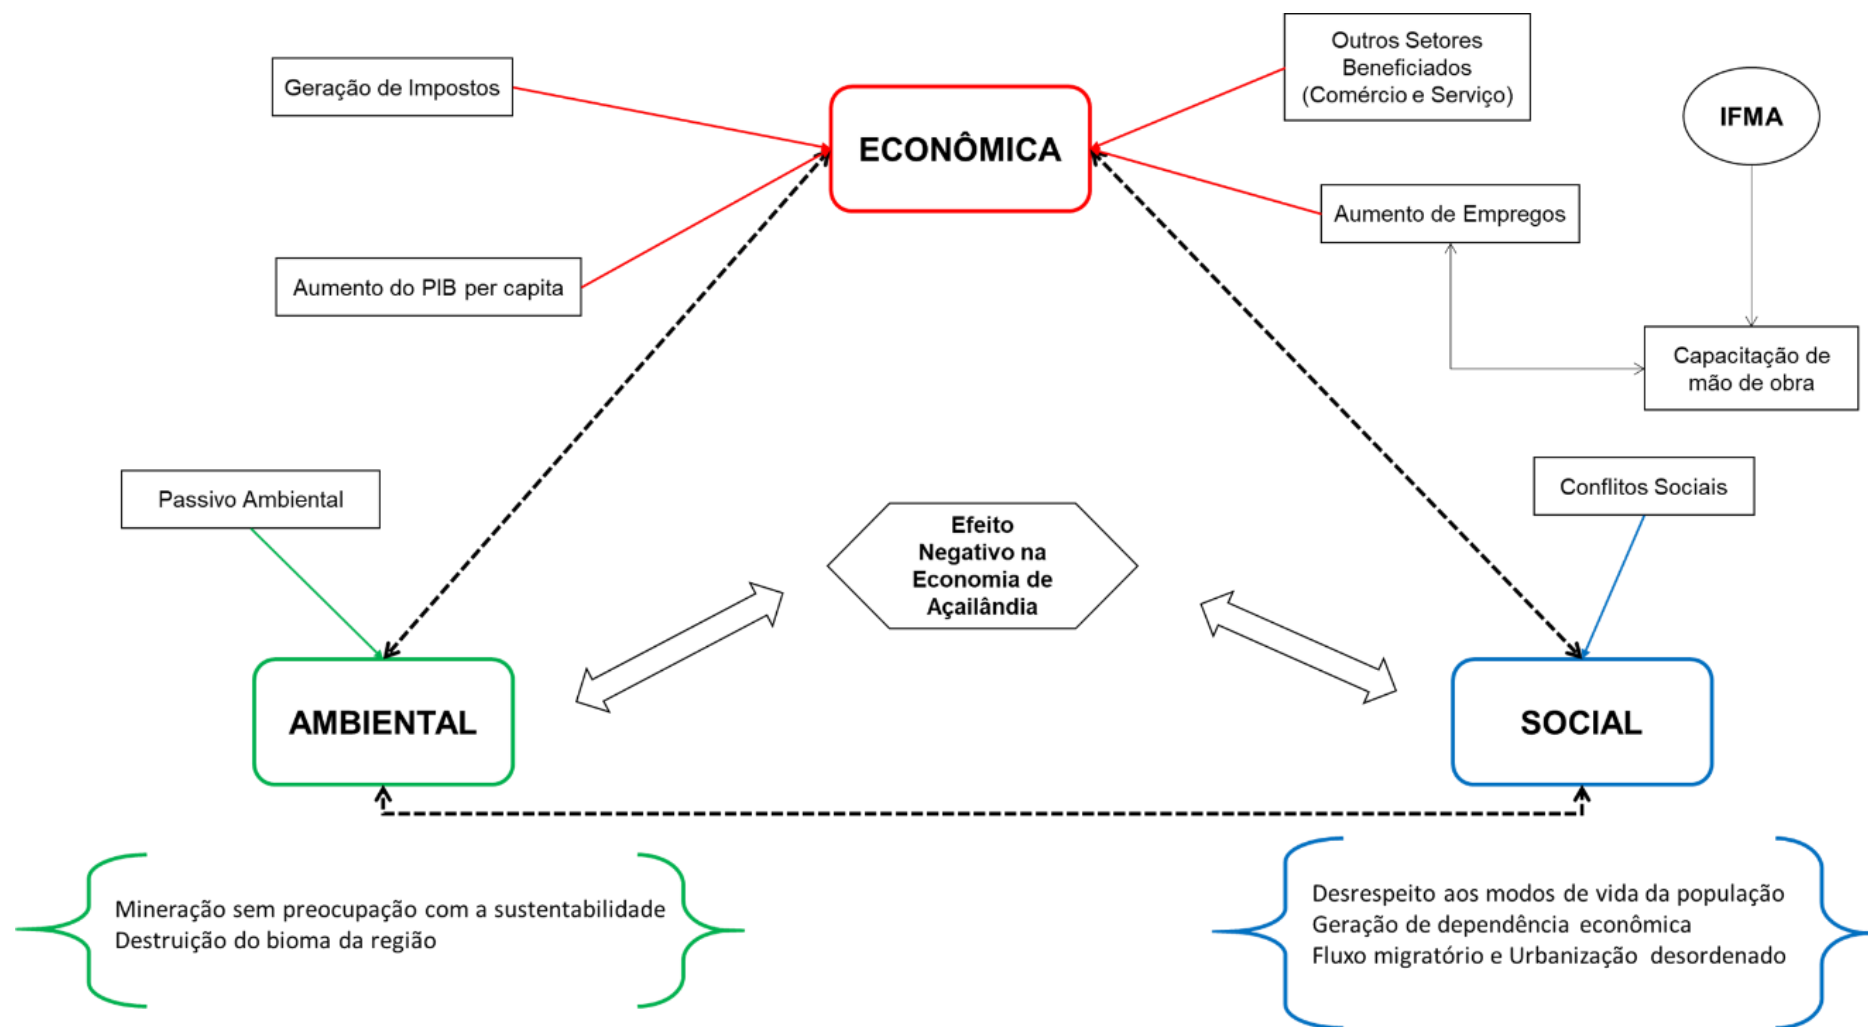 Outros Setores
Beneficiados
(Comércio e Serviço)
Geração de Impostos
IFMA
ECONÔMICA
Aumento de Empregos
Aumento do PIB per capita
Capacitação de
mão de obra
Passivo Ambiental
Conflitos Sociais
Efeito
Negativo na
Economia de
Açailândia
AMBIENTAL
SOCIAL
Mineração sem preocupação com a sustentabilidade
Destruição do bioma da região
Desrespeito aos modos de vida da população
Geração de dependência econômica
Fluxo migratório e Urbanização desordenado